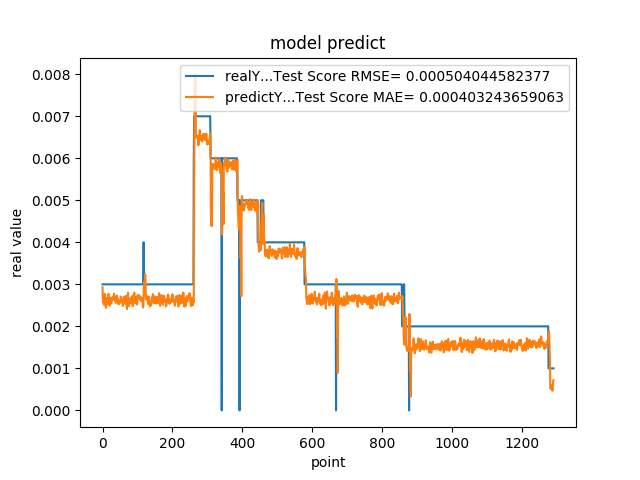 model predict
realY...Test Score RMSE= 0.000504044582377
predictY...Test Score MAE= 0.000403243659063
0.008
0.007
0.006
0.005
0.004
0.003
0.002
0.001
0.000
real value
0 200 400 600 800 1000 1200
point